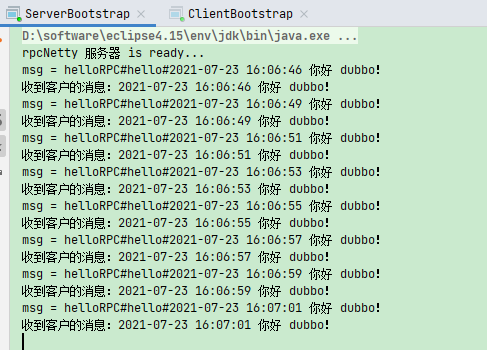 ServerBootstrap ClientBootstrap
D:\software\eclipse4.15\env\jdk\bin\java.exe ...
rpcNetty 服务器 is ready...
msg = helloRPC#hello#2021-07-23 16:06:46 你好 dubbo!
收到客户的消息：2021-07-23 16:06:46 你好 dubbo!
msg = helloRPC#hello#2021-07-23 16:06:49 你好 dubbo!
收到客户的消息：2021-07-23 16:06:49 你好 dubbo!
msg = helloRPC#hello#2021-07-23 16:06:51 你好 dubbo!
收到客户的消息：2021-07-23 16:06:51 你好 dubbo!
msg = helloRPC#hello#2021-07-23 16:06:53 你好 dubbo!
收到客户的消息：2021-07-23 16:06:53 你好 dubbo!
msg = helloRPC#hello#2021-07-23 16:06:55 你好 dubbo!
收到客户的消息：2021-07-23 16:06:55 你好 dubbo!
msg = helloRPC#hello#2021-07-23 16:06:57 你好 dubbo!
收到客户的消息：2021-07-23 16:06:57 你好 dubbo!
msg = helloRPC#hello#2021-07-23 16:06:59 你好 dubbo!
收到客户的消息：2021-07-23 16:06:59 你好 dubbo!
msg = helloRPC#hello#2021-07-23 16:07:01 你好 dubbo!
收到客户的消息：2021-07-23 16:07:01 你好 dubbo!